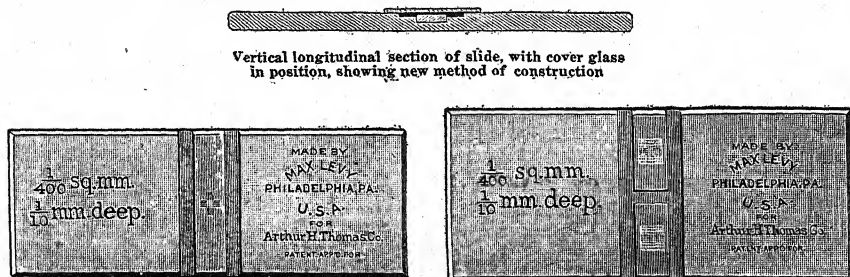 Vertical longitudinal section of slide, with cover glass
in position, showing new method of construction
1/400 sq.mm.
1/10 mm.deep.
MADE BY
MAX LEVY
PHILADELPHIA, PA.
U.S.A.
FOR
Arthur H. Thomas Co.
PATENT APP'D. FOR
1/400 sq.mm.
1/10 mm.deep.
MADE BY
MAX LEVY
PHILADELPHIA, PA.
U.S.A.
FOR
Arthur H. Thomas Co.
PATENT APP'D. FOR